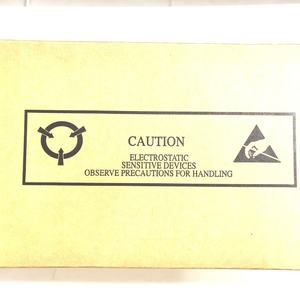 CAUTION
ELECTROSTATIC
SENSITIVE DEVICES
OBSERVE PRECAUTIONS FOR HANDLING